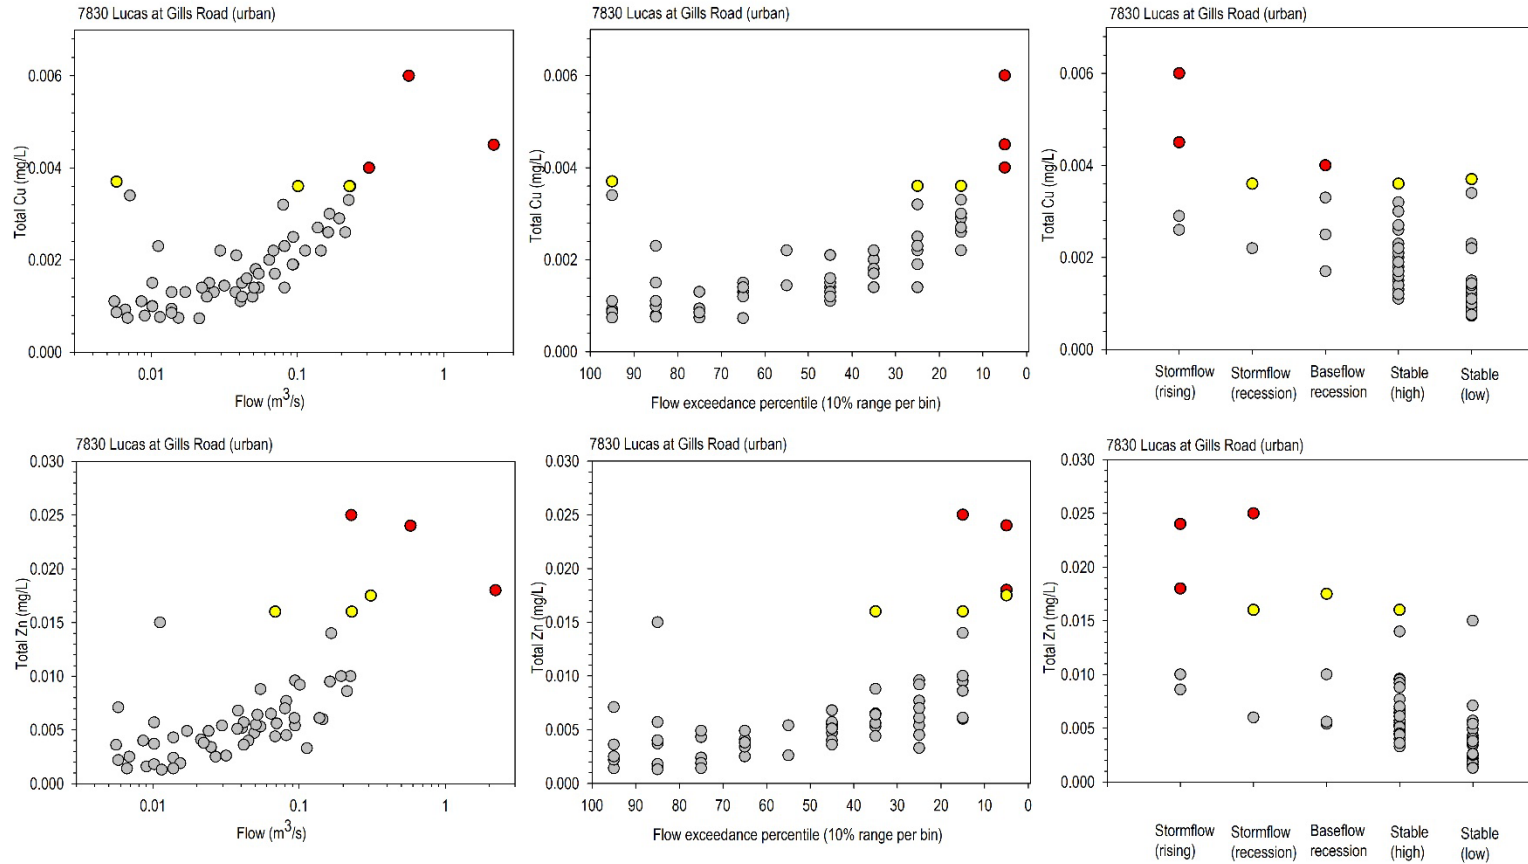 7830 Lucas at Gills Road (urban)
Total Cu (mg/L)
0.006
0.004
0.002
0.000
0.01
0.1
1
Flow (m³/s)
7830 Lucas at Gills Road (urban)
Total Cu (mg/L)
0.006
0.004
0.002
0.000
100 90 80 70 60 50 40 30 20 10 0
Flow exceedance percentile (10% range per bin)
7830 Lucas at Gills Road (urban)
Total Cu (mg/L)
0.006
0.004
0.002
0.000
Stormflow Stormflow Baseflow Stable Stable
(rising) (recession) recession (high) (low)
7830 Lucas at Gills Road (urban)
Total Zn (mg/L)
0.030
0.025
0.020
0.015
0.010
0.005
0.000
0.01
0.1
1
Flow (m³/s)
7830 Lucas at Gills Road (urban)
Total Zn (mg/L)
0.030
0.025
0.020
0.015
0.010
0.005
0.000
100 90 80 70 60 50 40 30 20 10 0
Flow exceedance percentile (10% range per bin)
7830 Lucas at Gills Road (urban)
Total Zn (mg/L)
0.030
0.025
0.020
0.015
0.010
0.005
0.000
Stormflow Stormflow Baseflow Stable Stable
(rising) (recession) recession (high) (low)